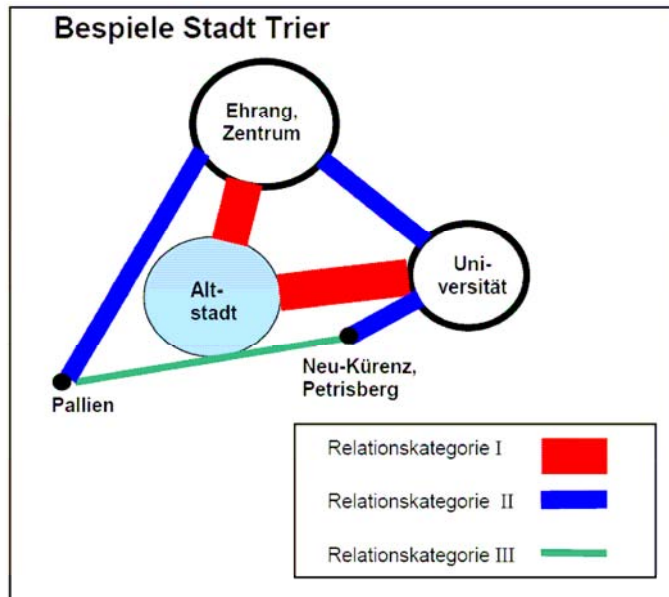 Bespiele Stadt Trier
Ehrang,
Zentrum
Uni-
versität
Alt-
stadt
Neu-Kürenz,
Petrisberg
Pallien
Relationskategorie I
Relationskategorie II
Relationskategorie III